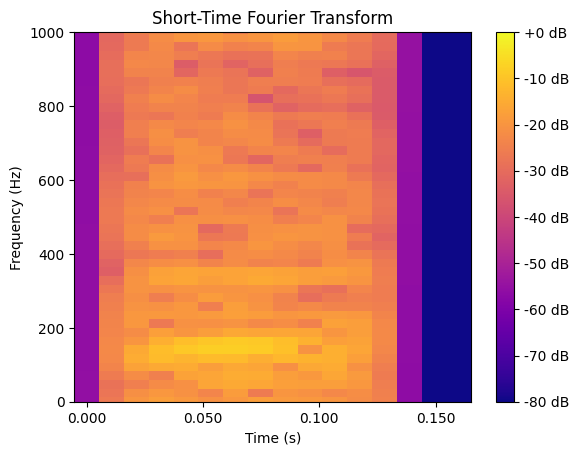 Short-Time Fourier Transform
1000
800
600
400
200
0
Frequency (Hz)
0.000
0.050
0.100
0.150
Time (s)
+0 dB
-10 dB
-20 dB
-30 dB
-40 dB
-50 dB
-60 dB
-70 dB
-80 dB